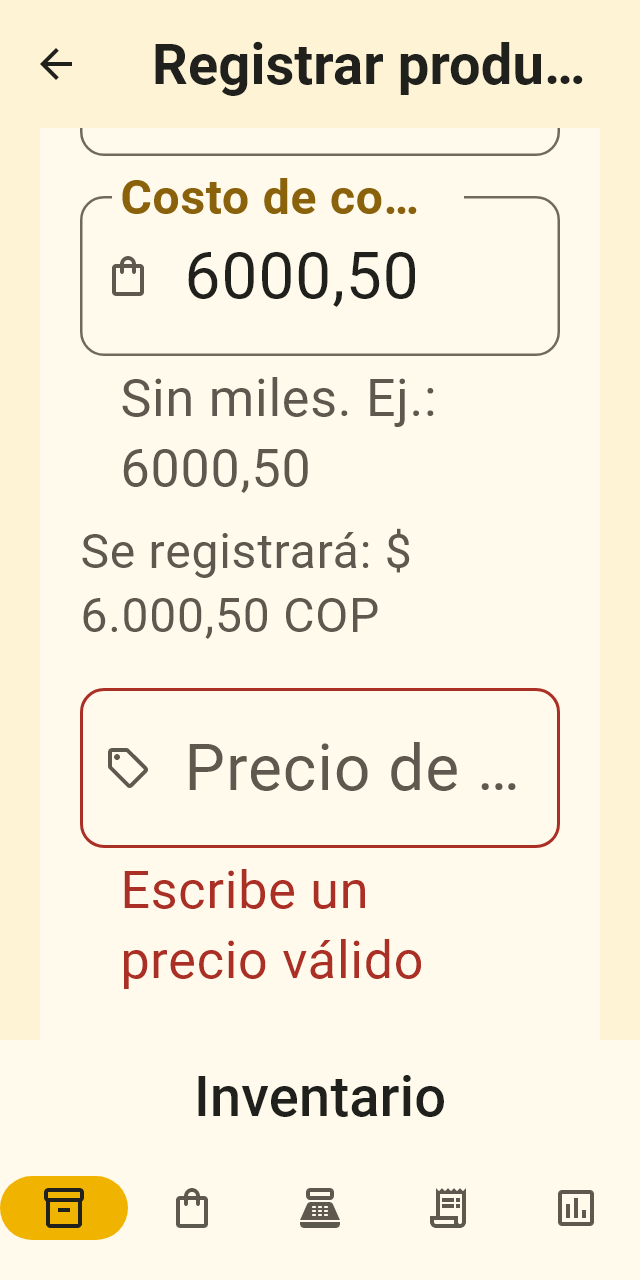 Registrar produ...
Costo de co...
6000,50
Sin miles. Ej.:
6000,50
Se registrará: $
6.000,50 COP
Precio de ...
Escribe un
precio válido
Inventario